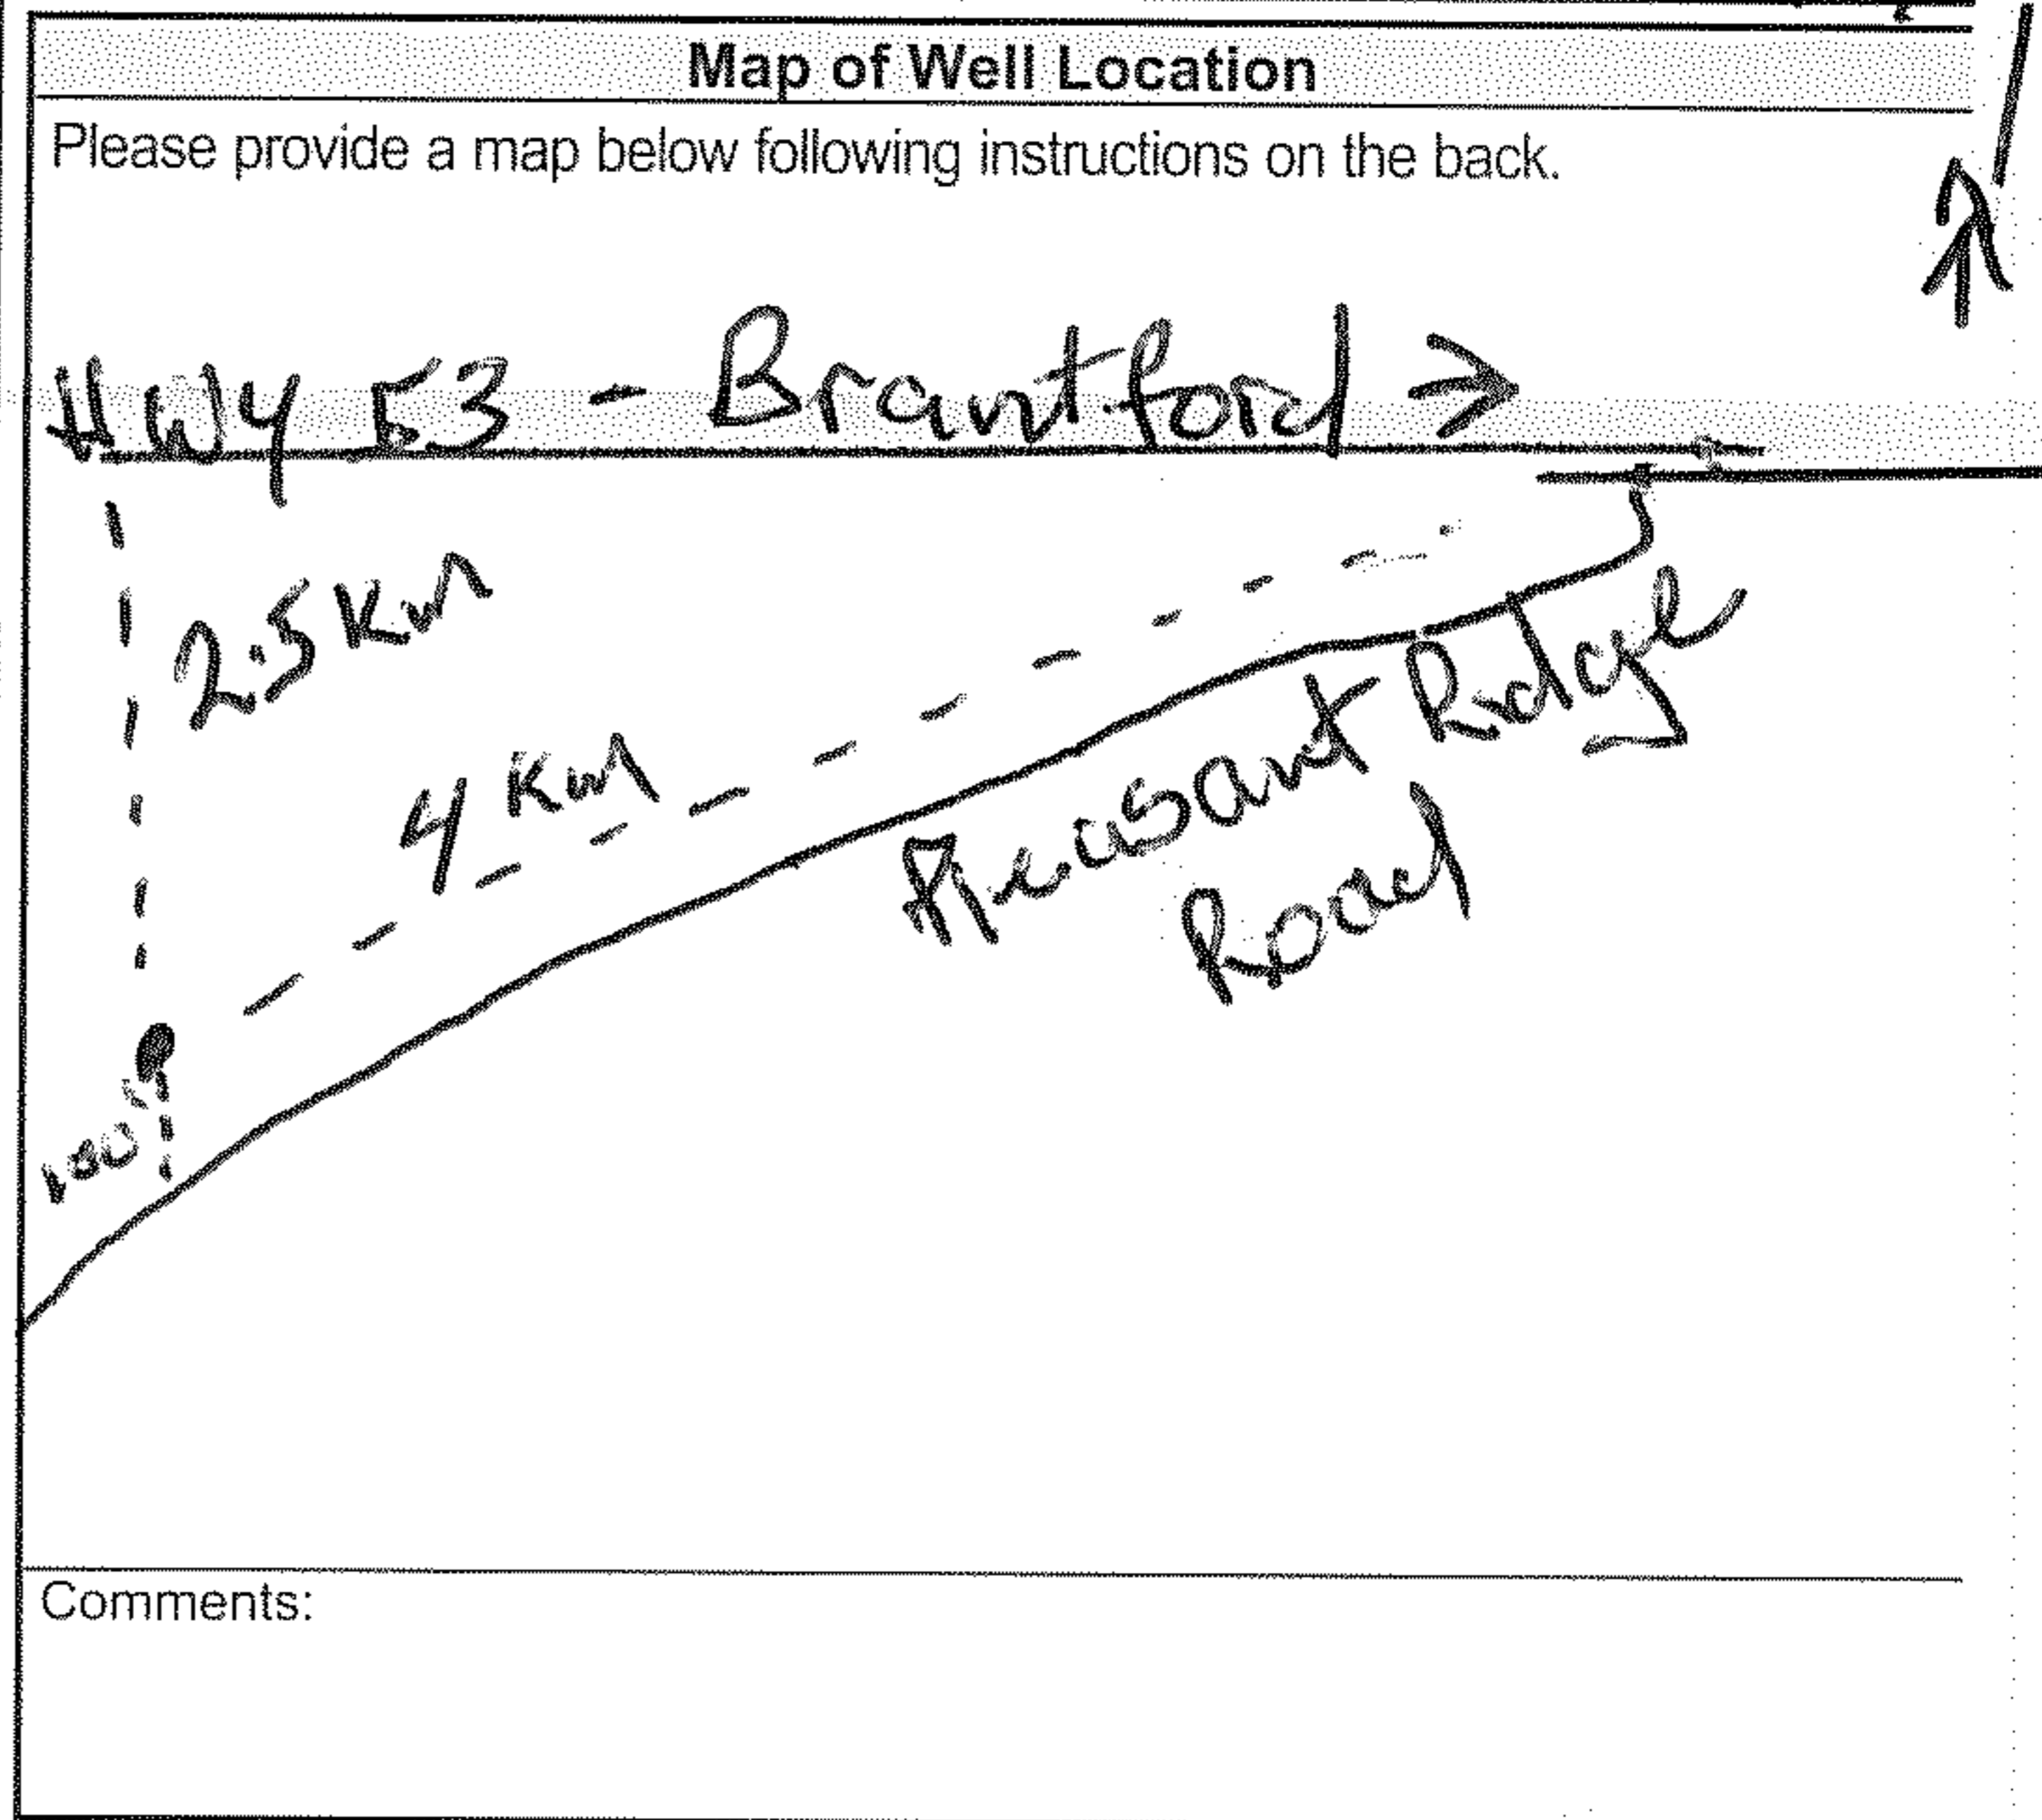 Map of Well Location
Please provide a map below following instructions on the back.
HWY 53 - Brantford →
2.5 Km
4 Km
Pleasant Ridge
Road
Comments: